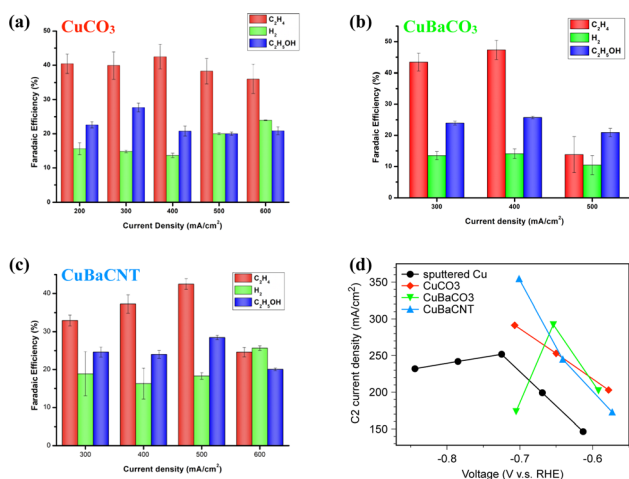 (a) CuCO₃
C₂H₄
H₂
C₂H₅OH
Faradaic Efficiency (%)
50
40
30
20
10
0
200 300 400 500 600
Current Density (mA/cm²)
(b) CuBaCO₃
C₂H₄
H₂
C₂H₅OH
Faradaic Efficiency (%)
50
40
30
20
10
0
300 400 500
Current density (mA/cm²)
(c) CuBaCNT
C₂H₄
H₂
C₂H₅OH
Faradaic Efficiency (%)
50
40
30
20
10
0
300 400 500 600
Current density (mA/cm²)
(d)
sputtered Cu
CuCO3
CuBaCO3
CuBaCNT
C2 current density (mA/cm²)
350
300
250
200
150
-0.8 -0.7 -0.6
Voltage (V v.s. RHE)